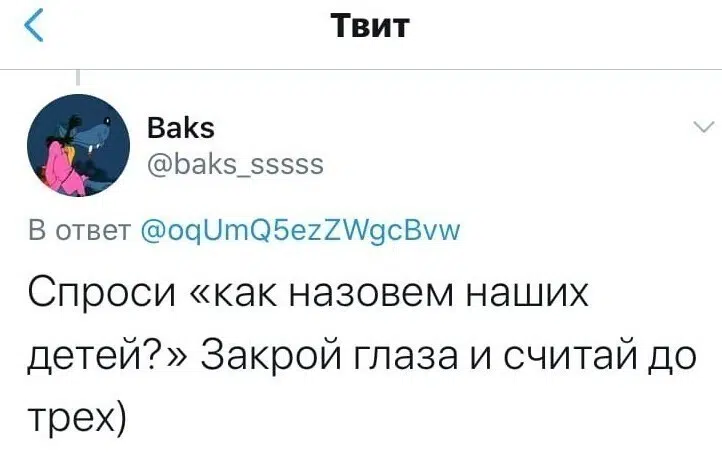 Твит
Baks
@baks_sssss
В ответ @oqUmQ5ezZWgcBvw
Спроси «как назовем наших
детей?» Закрой глаза и считай до
трех)